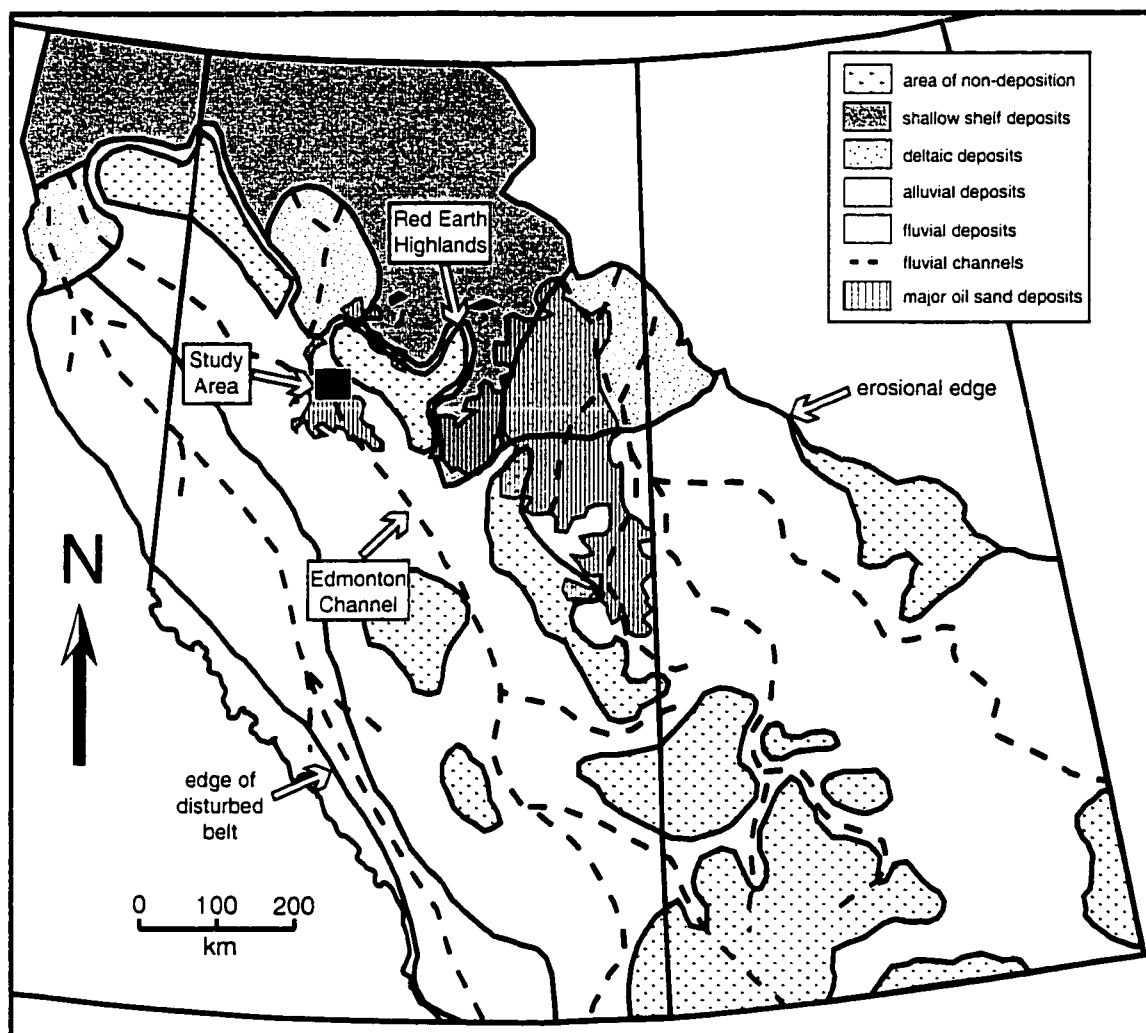 area of non-deposition
shallow shelf deposits
deltaic deposits
alluvial deposits
fluvial deposits
fluvial channels
major oil sand deposits
Red Earth
Highlands
Study
Area
erosional edge
N
Edmonton
Channel
edge of
disturbed
belt
0 100 200
km